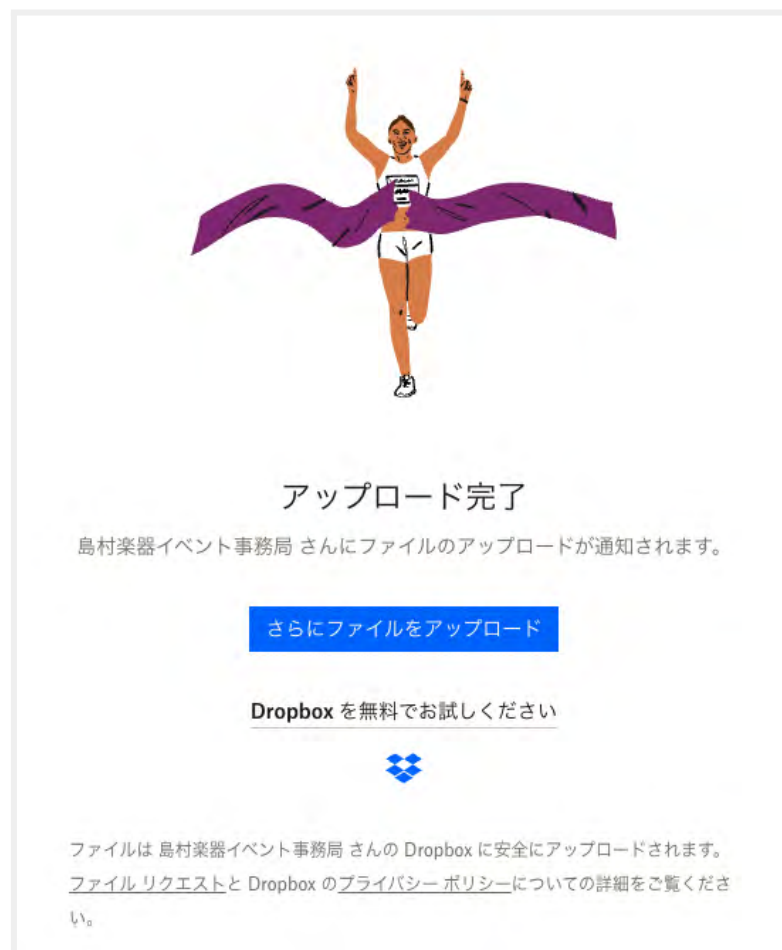 アップロード完了
島村楽器イベント事務局 さんにファイルのアップロードが通知されます。
さらにファイルをアップロード
Dropbox を無料でお試しください
ファイルは 島村楽器イベント事務局 さんの Dropbox に安全にアップロードされます。
ファイル リクエストと Dropbox のプライバシー ポリシーについての詳細をご覧くださ
い。